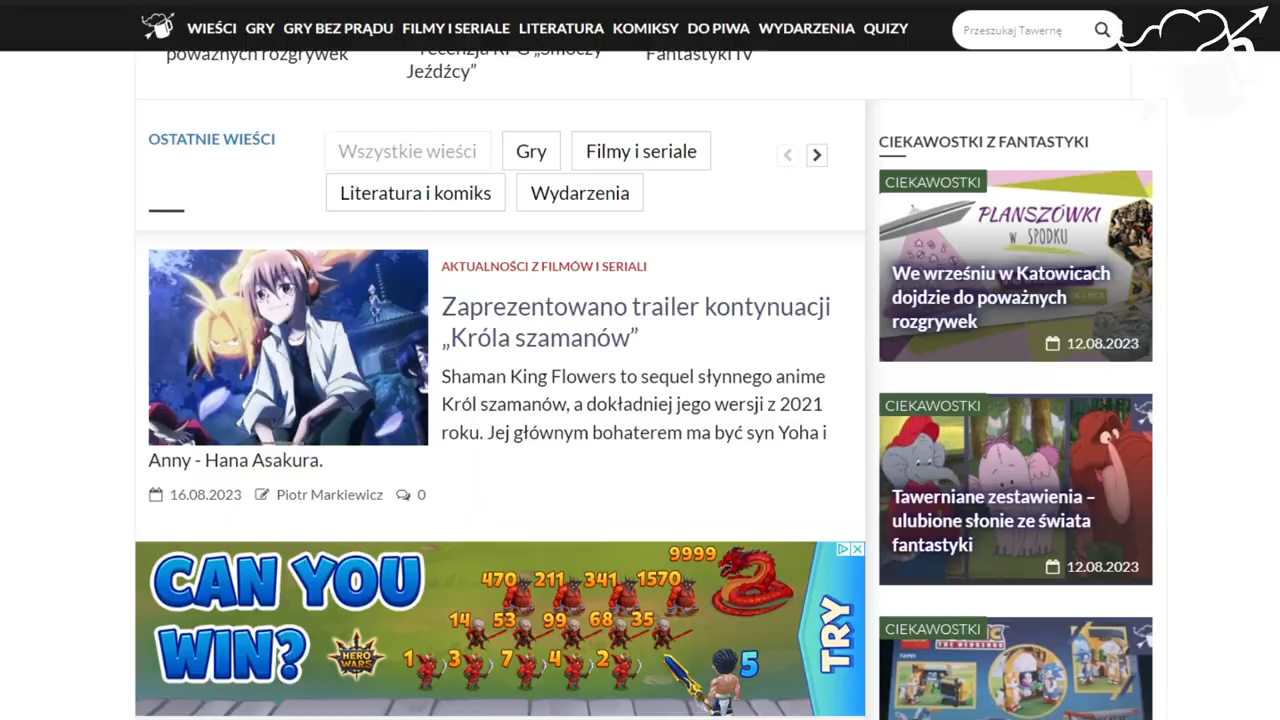 WIEŚCI GRY GRY BEZ PRĄDU FILMY I SERIALE LITERATURA KOMIKSY DO PIWA WYDARZENIA QUIZY
Przeszukaj Tawernę
poważnych rozgrywek
recenzja RPG „Smoczy
Jeźdźcy”
Fantastyki IV
OSTATNIE WIEŚCI
Wszystkie wieści
Gry
Filmy i seriale
Literatura i komiks
Wydarzenia
AKTUALNOŚCI Z FILMÓW I SERIALI
Zaprezentowano trailer kontynuacji
„Króla szamanów”
Shaman King Flowers to sequel słynnego anime
Król szamanów, a dokładniej jego wersji z 2021
roku. Jej głównym bohaterem ma być syn Yoha i
Anny - Hana Asakura.
16.08.2023 Piotr Markiewicz 0
CAN YOU
WIN?
HERO
WARS
9999
470 211 341 1570
14 53 99 68 35
1 3 7 4 2
5
TRY
CIEKAWOSTKI Z FANTASTYKI
CIEKAWOSTKI
PLANSZÓWKI
W SPODKU
We wrześniu w Katowicach
dojdzie do poważnych
rozgrywek
12.08.2023
CIEKAWOSTKI
Tawerniane zestawienia –
ulubione słonie ze świata
fantastyki
12.08.2023
CIEKAWOSTKI
THE HEDGEHOG